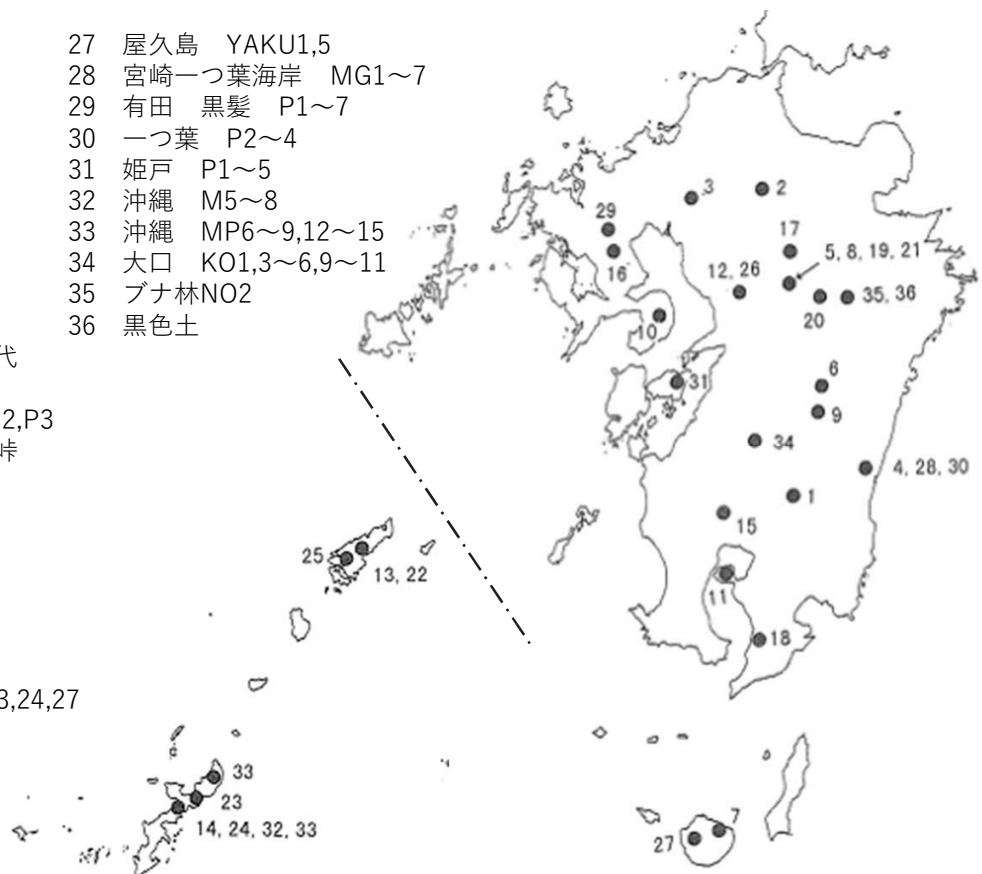 27 屋久島 YAKU1,5
28 宮崎一つ葉海岸 MG1～7
29 有田 黒髪 P1～7
30 一つ葉 P2～4
31 姫戸 P1～5
32 沖縄 M5～8
33 沖縄 MP6～9,12～15
34 大口 KO1,3～6,9～11
35 ブナ林NO2
36 黒色土
代
2,P3
峠
3,24,27
3
2
29
17
16
5, 8, 19, 21
12, 26
35, 36
20
10
6
31
9
34
4, 28, 30
1
15
25
13, 22
11
18
33
23
14, 24, 32, 33
7
27